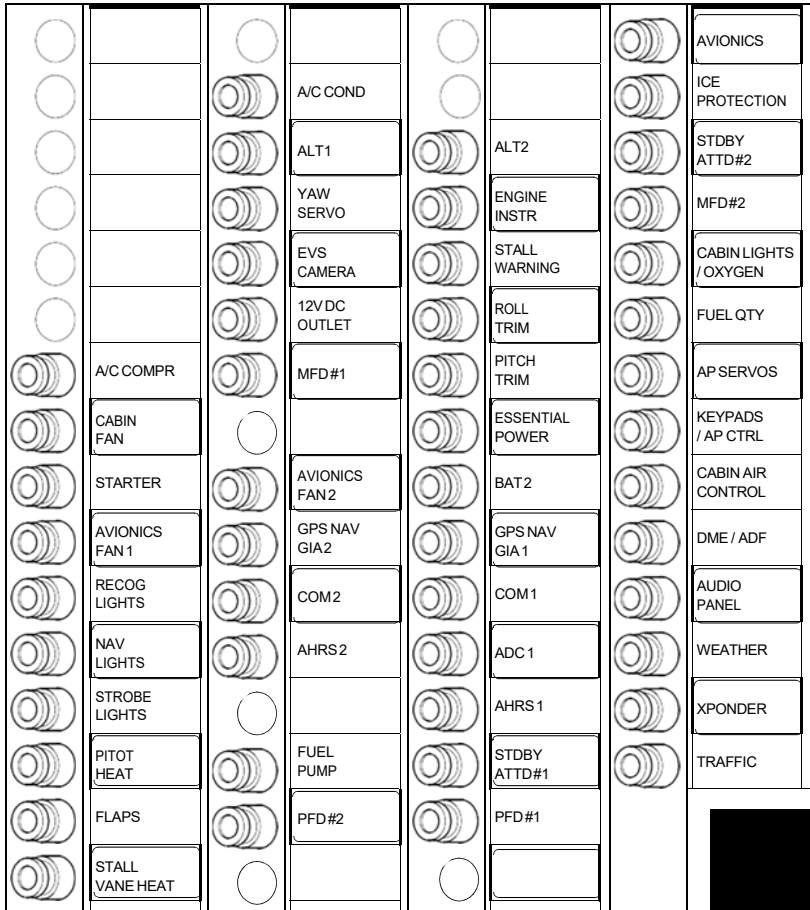 A/C COMPR
CABIN
FAN
STARTER
AVIONICS
FAN 1
RECOG
LIGHTS
NAV
LIGHTS
STROBE
LIGHTS
PITOT
HEAT
FLAPS
STALL
VANE HEAT
A/C COND
ALT1
YAW
SERVO
EVS
CAMERA
12V DC
OUTLET
MFD #1
AVIONICS
FAN 2
GPS NAV
GIA2
COM 2
AHRS 2
FUEL
PUMP
PFD #2
ALT2
ENGINE
INSTR
STALL
WARNING
ROLL
TRIM
PITCH
TRIM
ESSENTIAL
POWER
BAT 2
GPS NAV
GIA 1
COM 1
ADC 1
AHRS 1
STDBY
ATTD #1
PFD #1
AVIONICS
ICE
PROTECTION
STDBY
ATTD #2
MFD #2
CABIN LIGHTS
/ OXYGEN
FUEL QTY
AP SERVOS
KEYPADS
/ AP CTRL
CABIN AIR
CONTROL
DME / ADF
AUDIO
PANEL
WEATHER
XPONDER
TRAFFIC